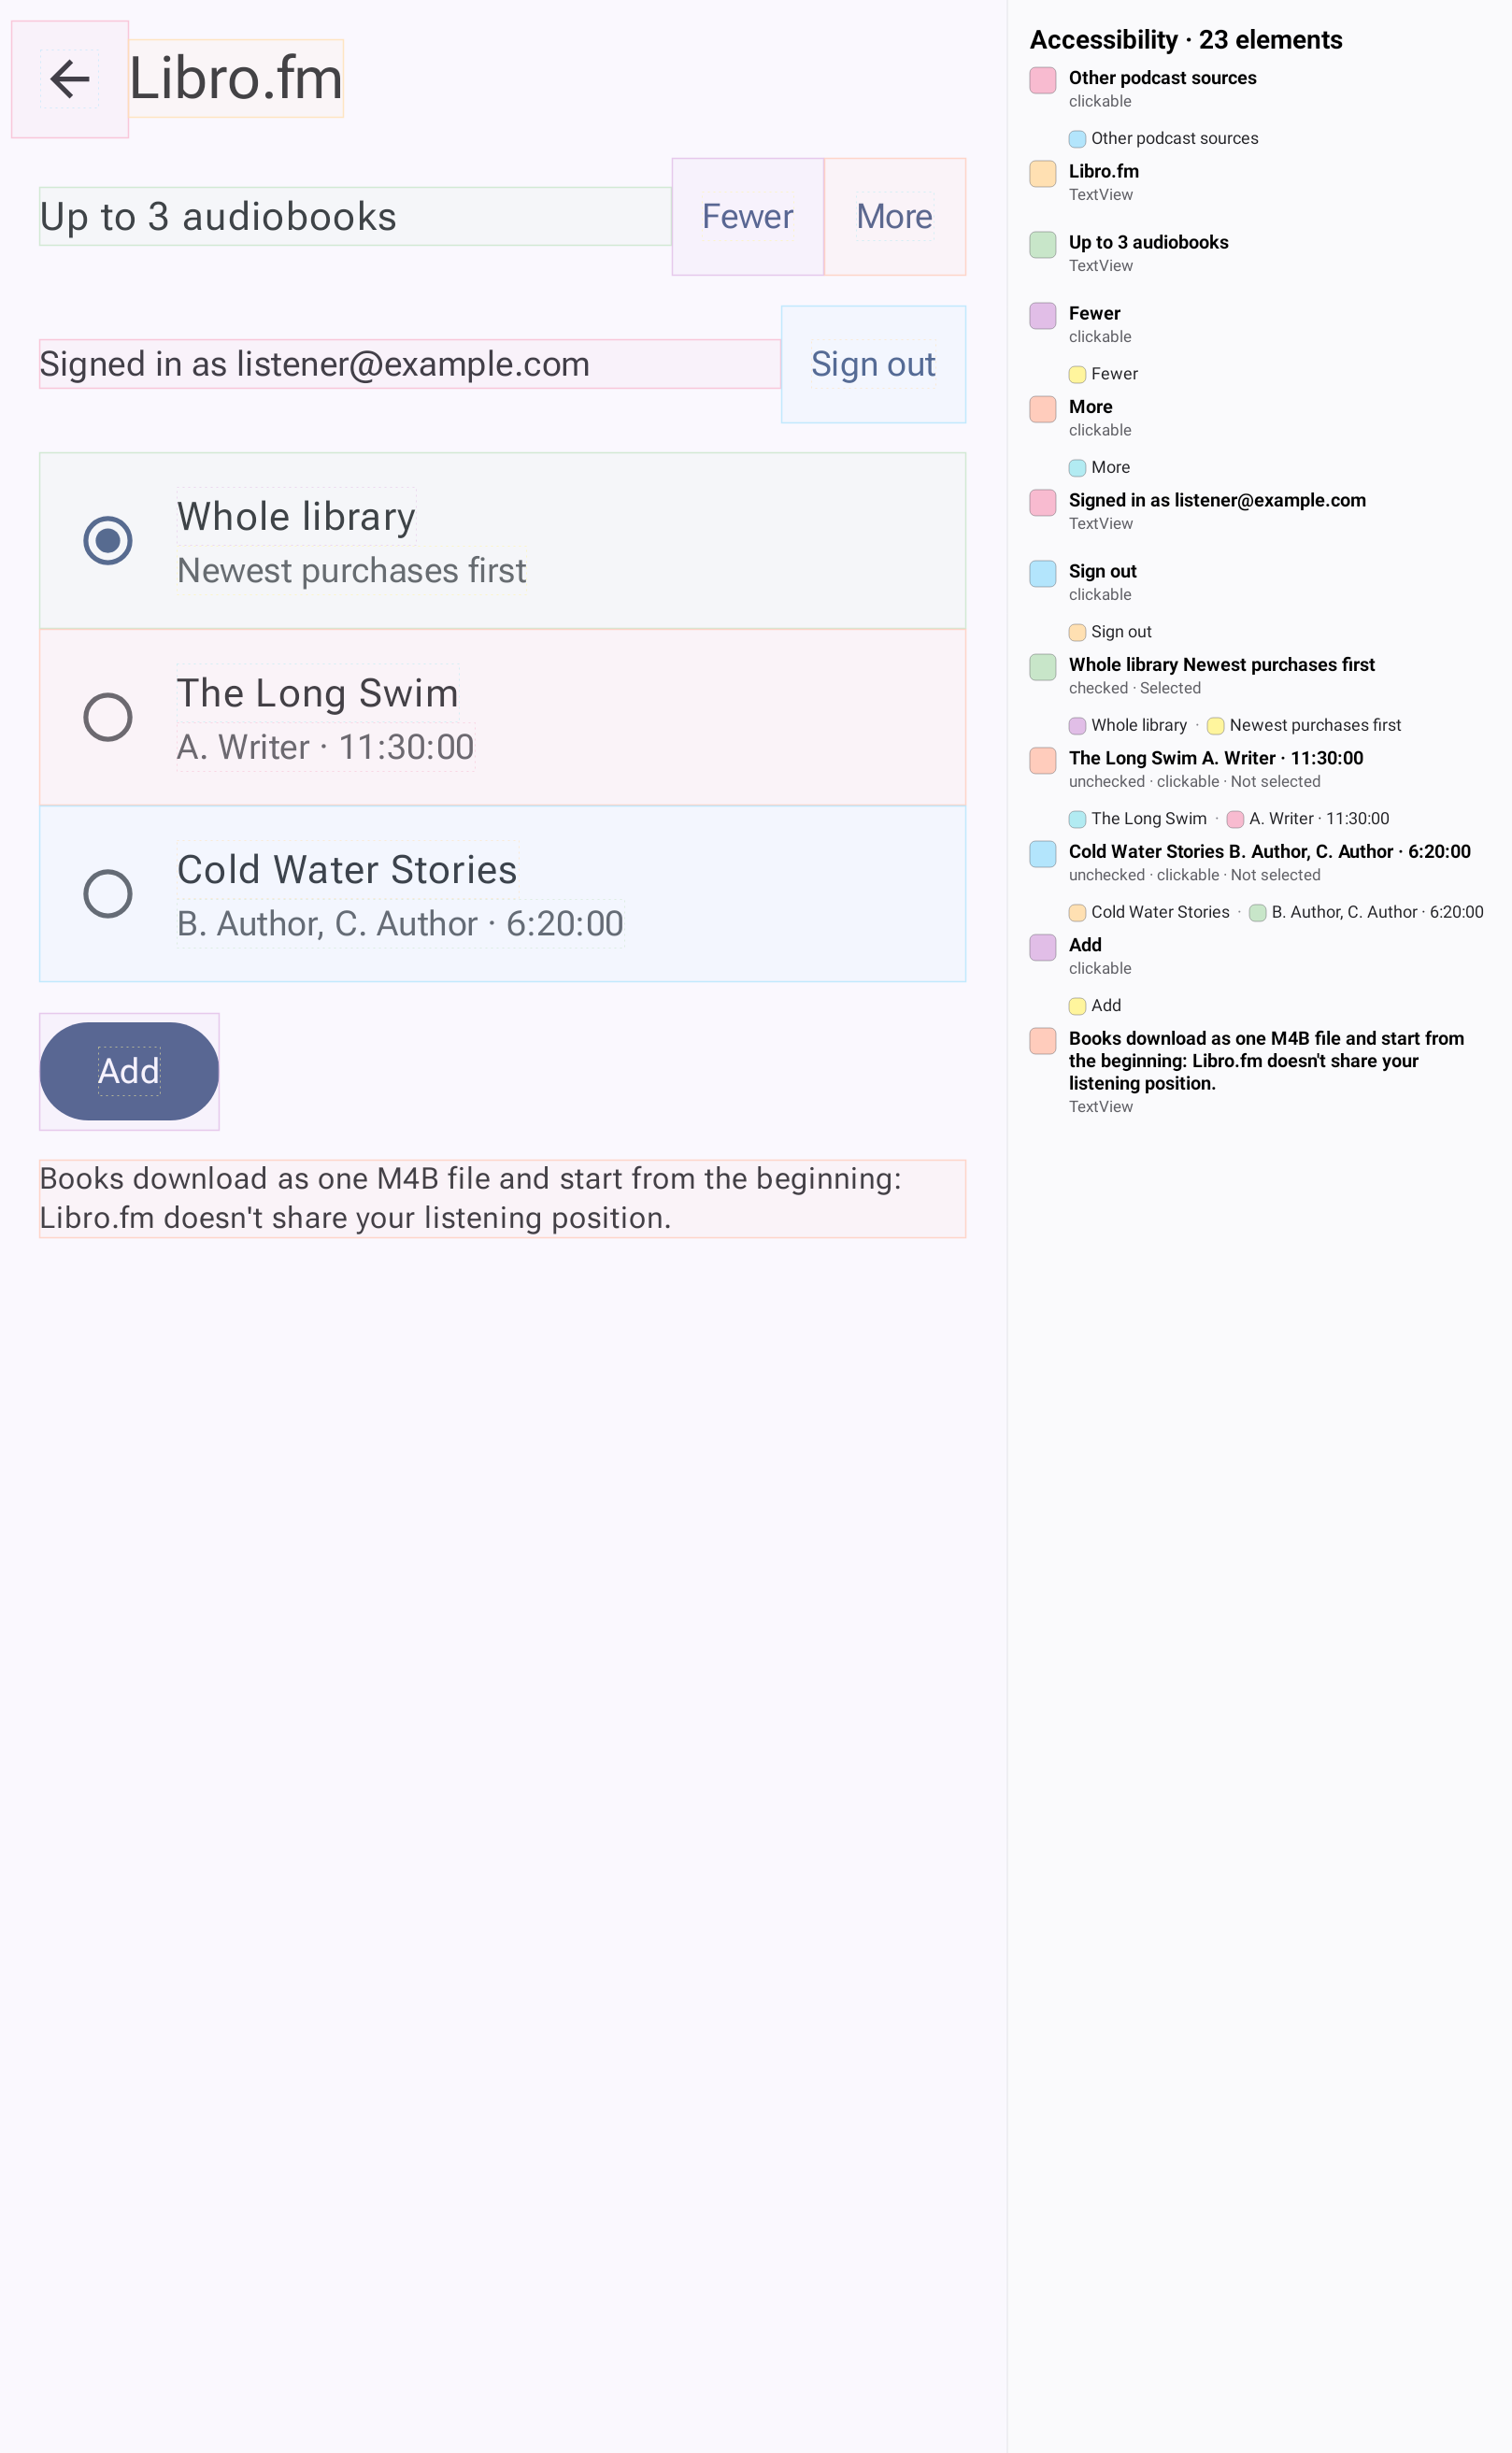 Libro.fm
Up to 3 audiobooks
Fewer
More
Signed in as listener@example.com
Sign out
Whole library
Newest purchases first
The Long Swim
A. Writer · 11:30:00
Cold Water Stories
B. Author, C. Author · 6:20:00
Add
Books download as one M4B file and start from the beginning:
Libro.fm doesn't share your listening position.
Accessibility · 23 elements
Other podcast sources
clickable
Other podcast sources
Libro.fm
TextView
Up to 3 audiobooks
TextView
Fewer
clickable
Fewer
More
clickable
More
Signed in as listener@example.com
TextView
Sign out
clickable
Sign out
Whole library Newest purchases first
checked · Selected
Whole library · Newest purchases first
The Long Swim A. Writer · 11:30:00
unchecked · clickable · Not selected
The Long Swim · A. Writer · 11:30:00
Cold Water Stories B. Author, C. Author · 6:20:00
unchecked · clickable · Not selected
Cold Water Stories · B. Author, C. Author · 6:20:00
Add
clickable
Add
Books download as one M4B file and start from
the beginning: Libro.fm doesn't share your
listening position.
TextView